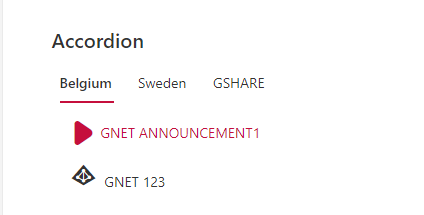 Accordion
Belgium Sweden GSHARE
GNET ANNOUNCEMENT1
GNET 123